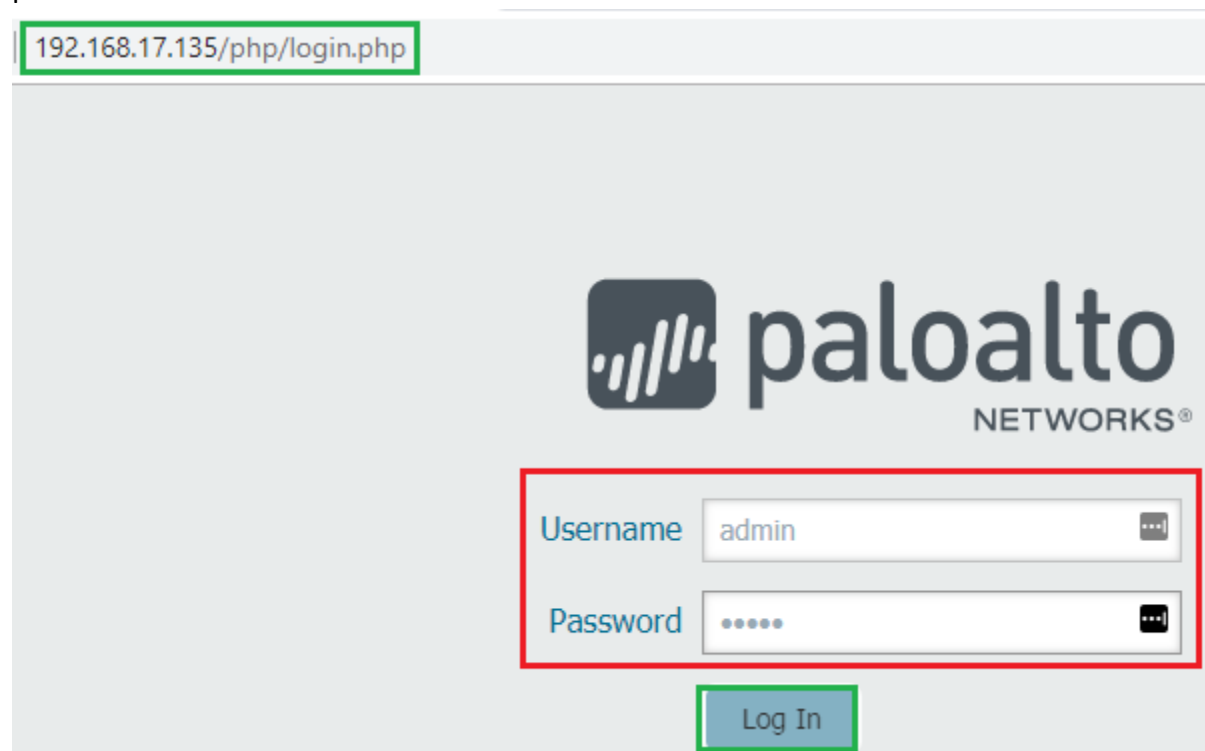 192.168.17.135/php/login.php
paloalto
NETWORKS®
Username admin
Password •••••
Log In